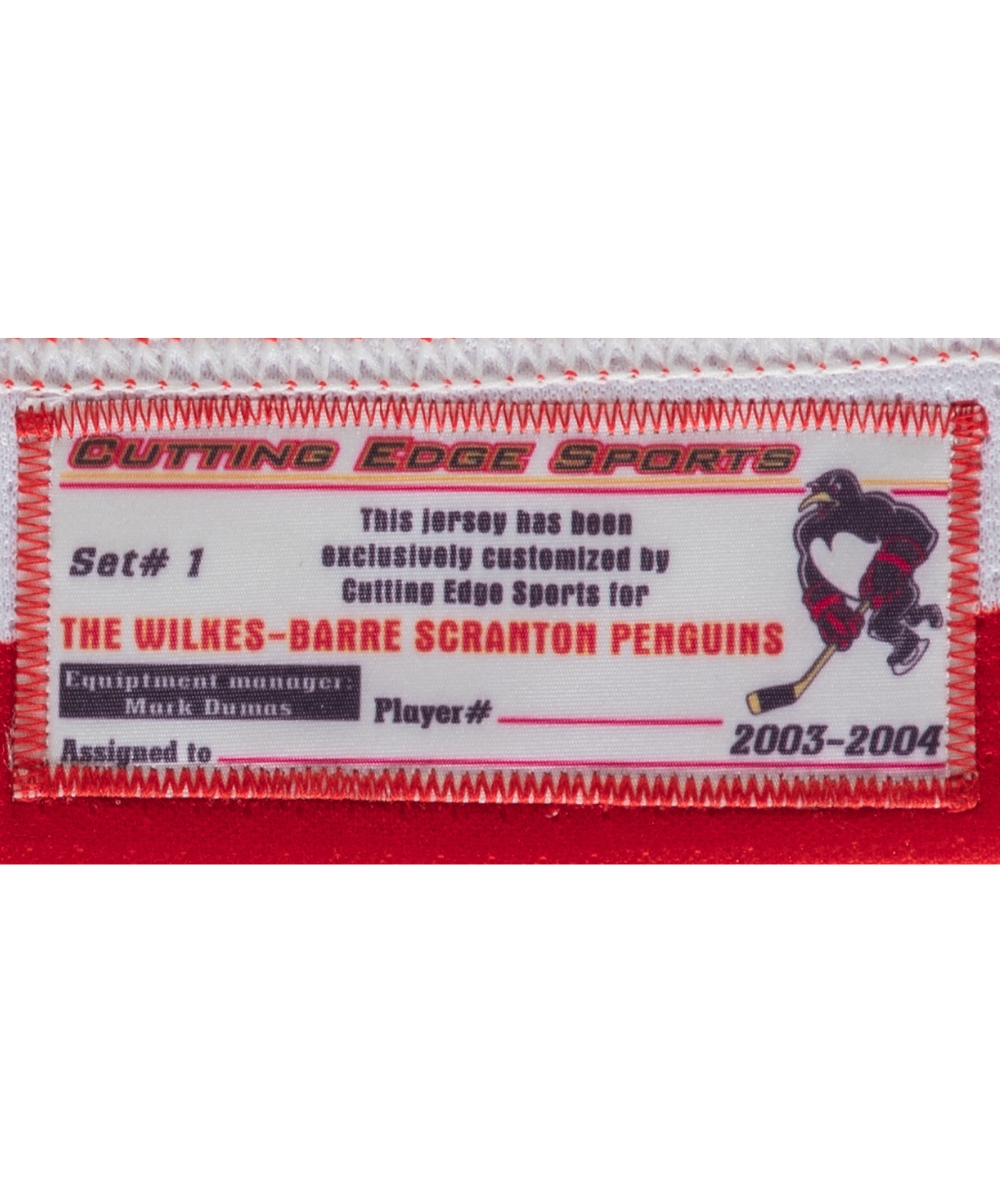 CUTTING EDGE SPORTS
This jersey has been
exclusively customized by
Cutting Edge Sports for
Set# 1
THE WILKES-BARRE SCRANTON PENGUINS
Equiptment manager:
Mark Dumas
Player#
2003-2004
Assigned to